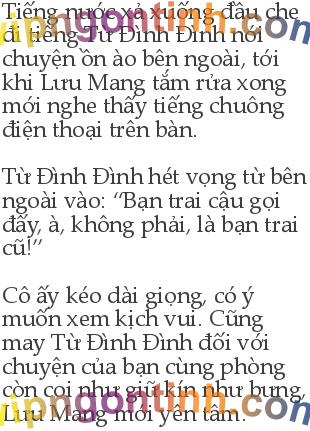 Tiếng nước xả xuống đầu che
đi tiếng Từ Đình Đình nói
chuyện ồn ào bên ngoài, tới
khi Lưu Mang tắm rửa xong
mới nghe thấy tiếng chuông
điện thoại trên bàn.
Từ Đình Đình hét vọng từ bên
ngoài vào: “Bạn trai cậu gọi
đấy, à, không phải, là bạn trai
cũ!”
Cô ấy kéo dài giọng, có ý
muốn xem kịch vui. Cũng
may Từ Đình Đình đối với
chuyện của bạn cùng phòng
còn coi như giữ kín như bưng,
Lưu Mang mới yên tâm.